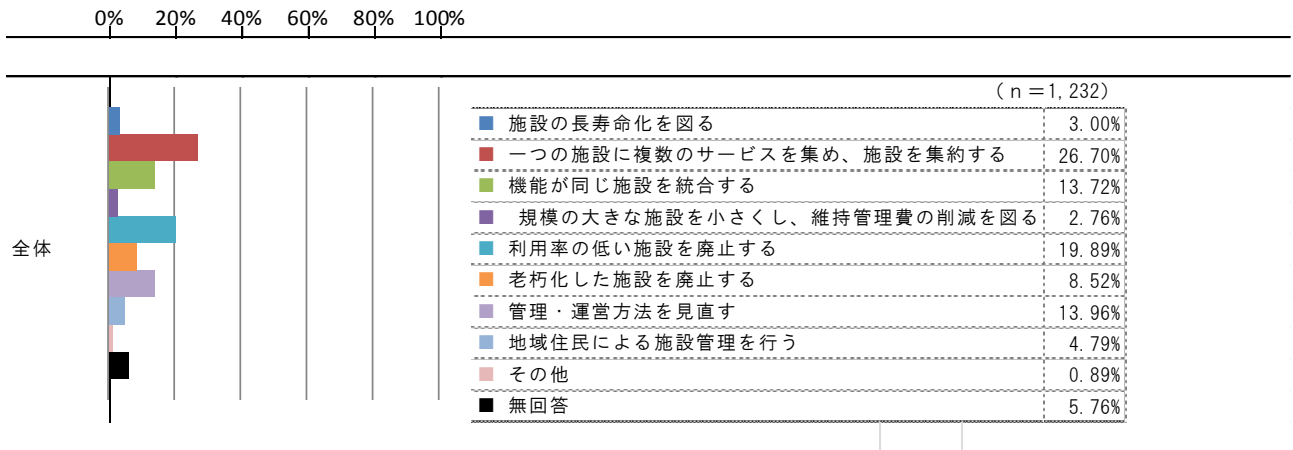 0% 20% 40% 60% 80% 100%
(n=1,232)
施設の長寿命化を図る 3.00%
一つの施設に複数のサービスを集め、施設を集約する 26.70%
機能が同じ施設を統合する 13.72%
規模の大きな施設を小さくし、維持管理費の削減を図る 2.76%
全体
利用率の低い施設を廃止する 19.89%
老朽化した施設を廃止する 8.52%
管理・運営方法を見直す 13.96%
地域住民による施設管理を行う 4.79%
その他 0.89%
無回答 5.76%